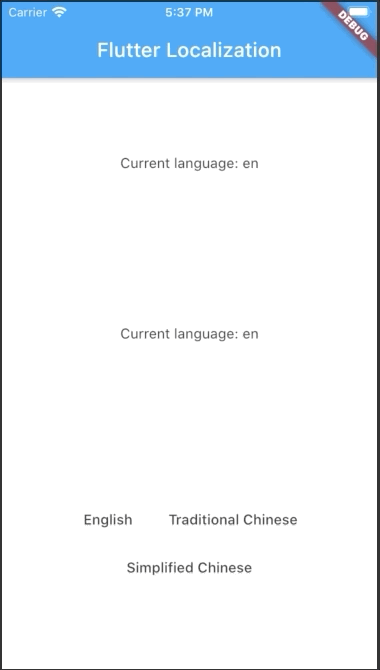 Carrier 5:37 PM
DEBUG
Flutter Localization
Current language: en
Current language: en
English Traditional Chinese
Simplified Chinese